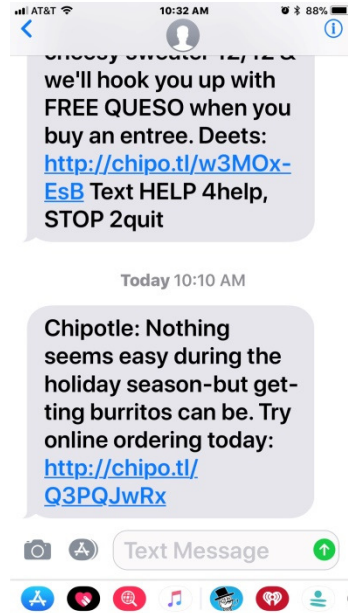 AT&T 10:32 AM 88%
cheesy sweater 12/12 &
we'll hook you up with
FREE QUESO when you
buy an entree. Deets:
http://chipo.tl/w3MOx-
EsB Text HELP 4help,
STOP 2quit
Today 10:10 AM
Chipotle: Nothing
seems easy during the
holiday season-but get-
ting burritos can be. Try
online ordering today:
http://chipo.tl/
Q3PQJwRx
Text Message